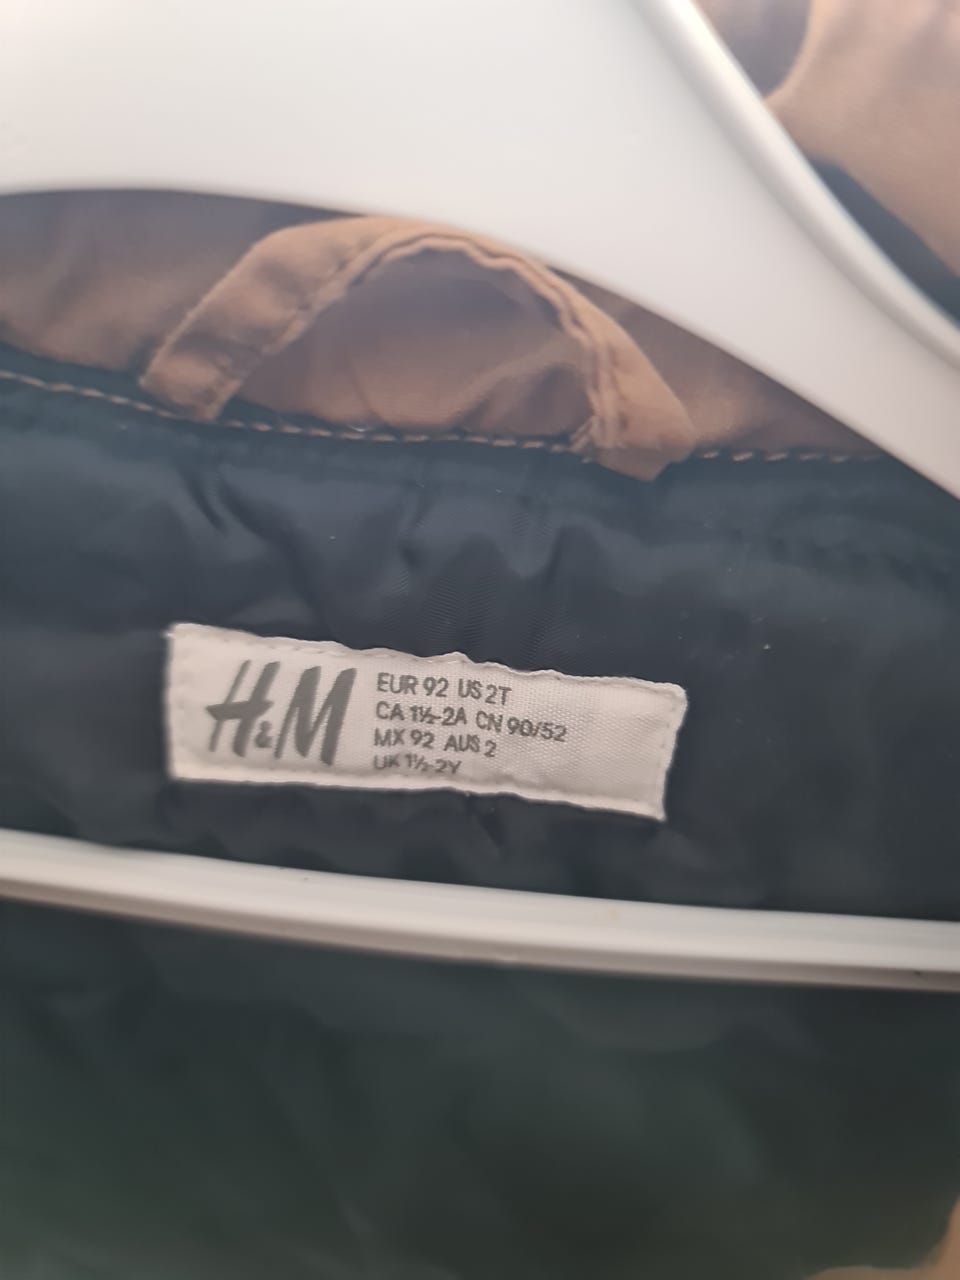 H&M
EUR 92 US 2T
CA 1½-2A CN 90/52
MX 92 AUS 2
UK 1½-2Y